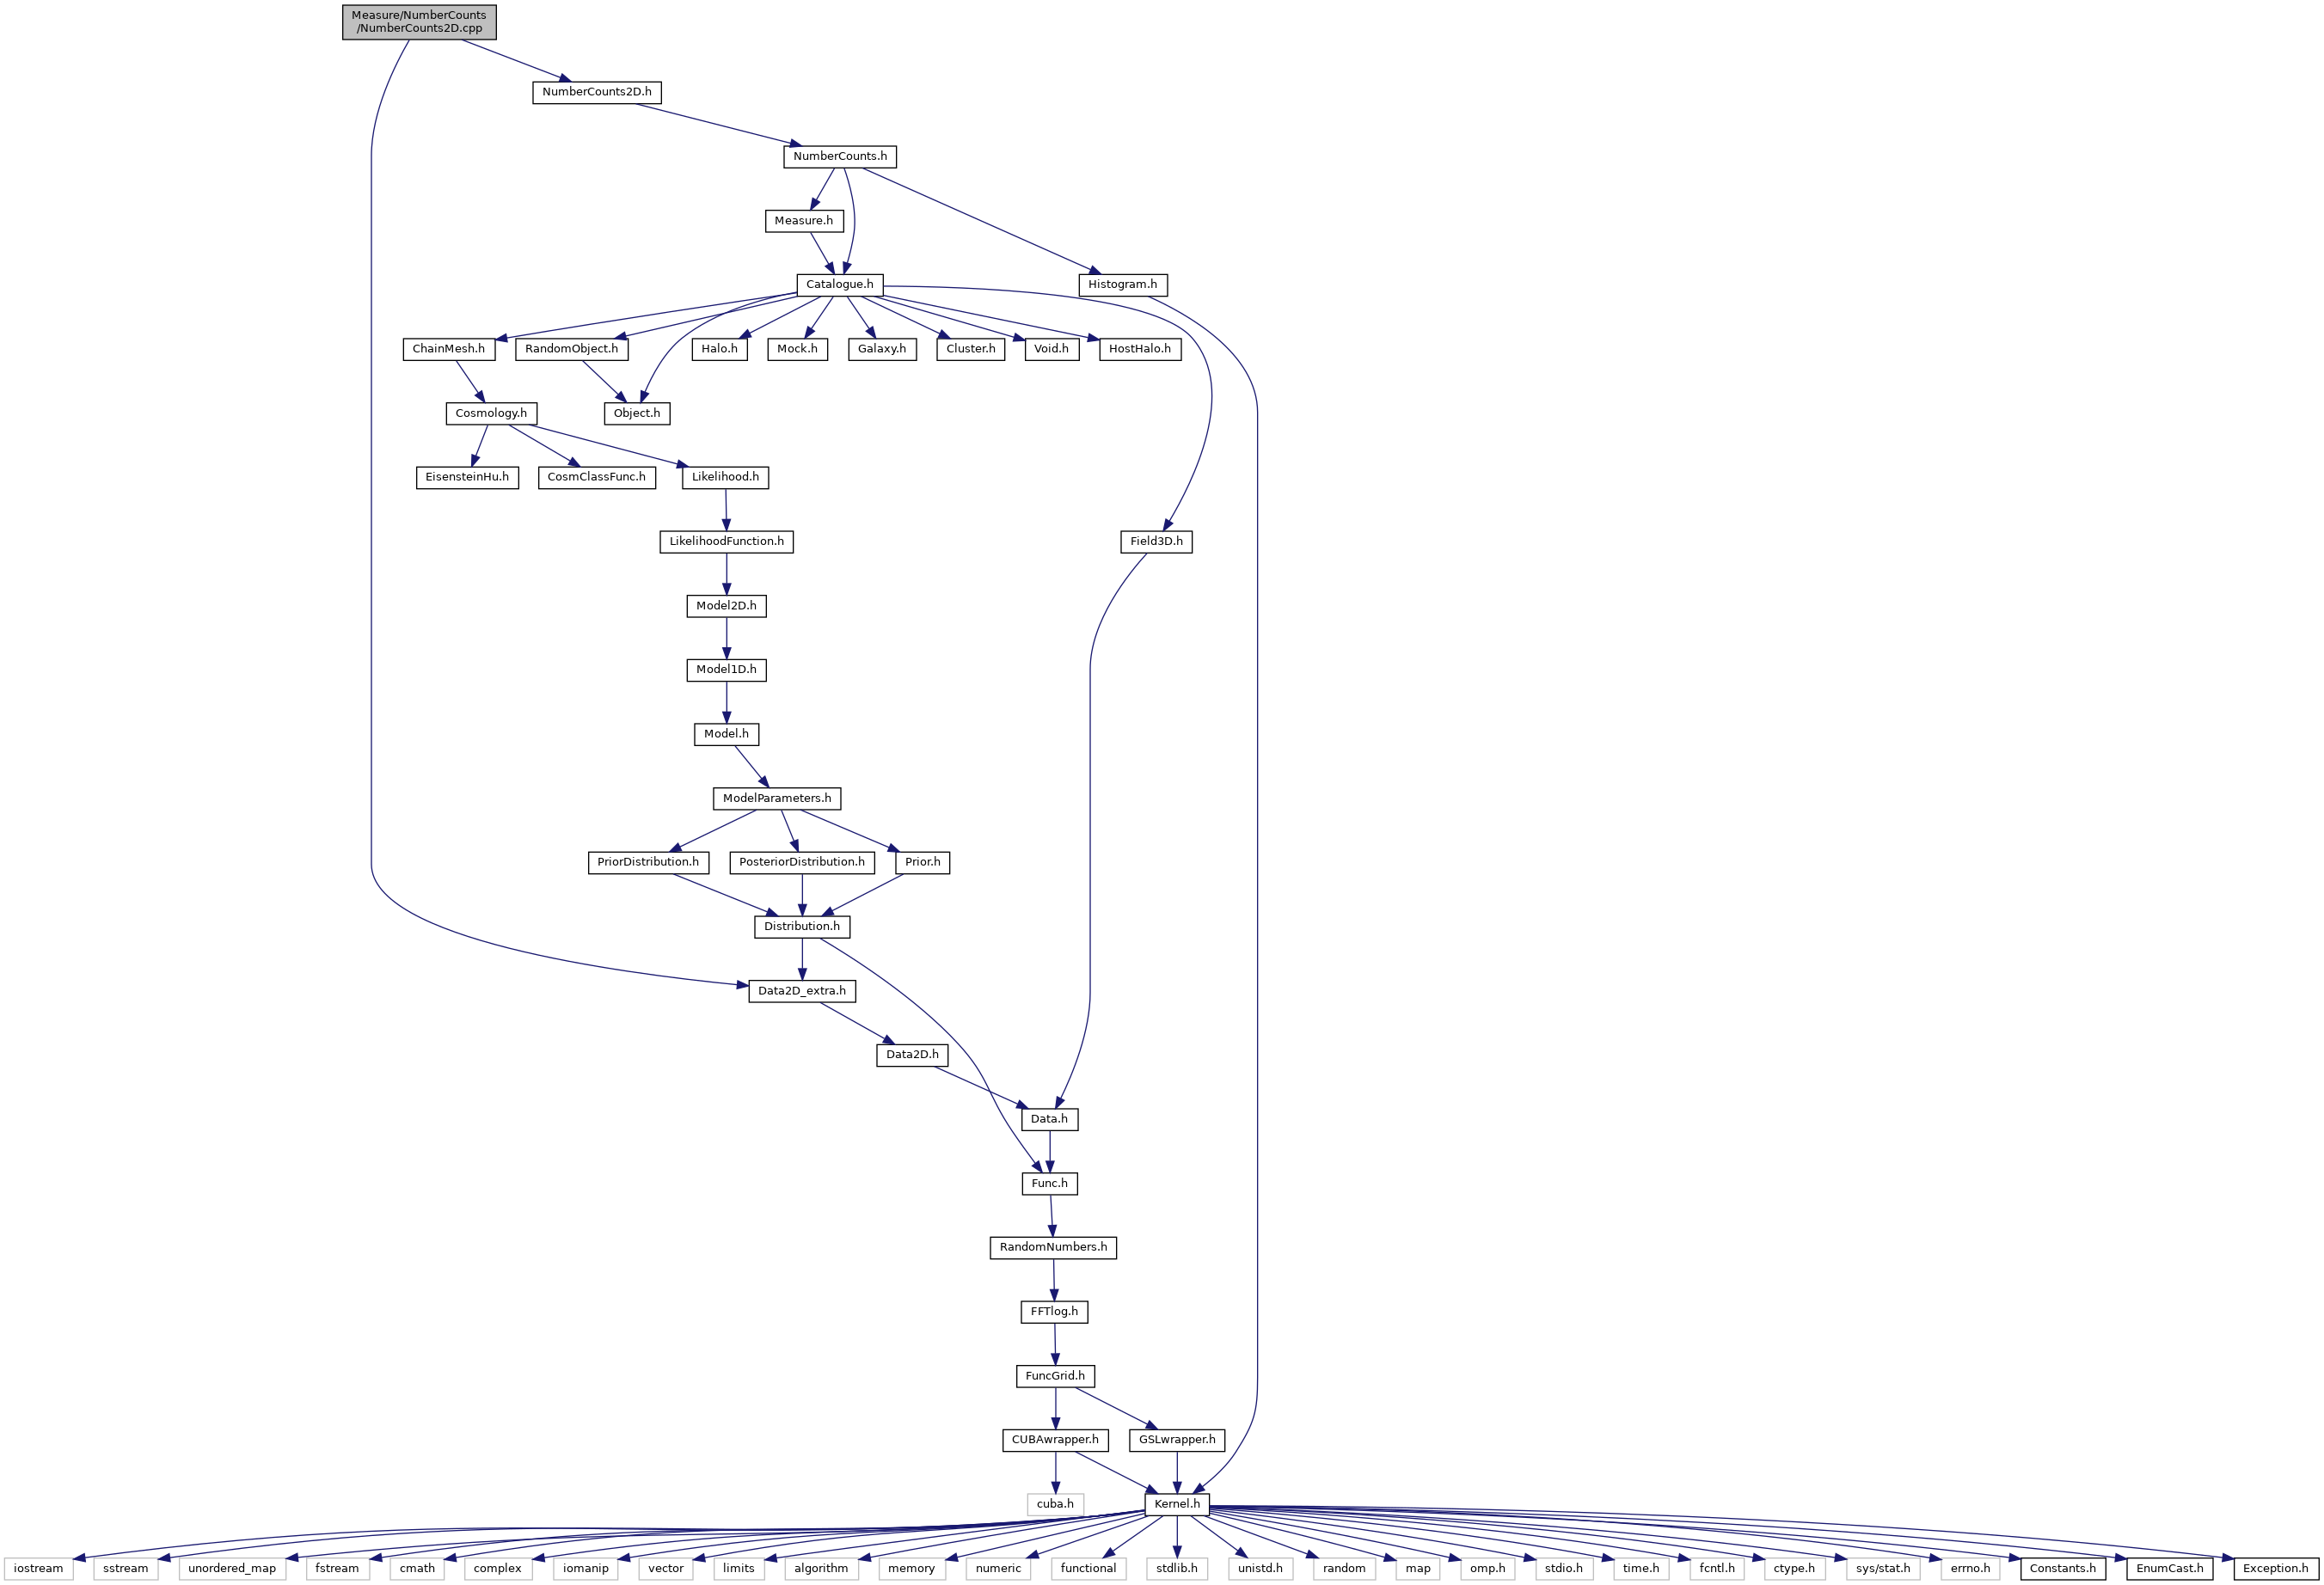 Measure/NumberCounts
/NumberCounts2D.cpp
NumberCounts2D.h
NumberCounts.h
Measure.h
Catalogue.h
Histogram.h
ChainMesh.h
RandomObject.h
Halo.h
Mock.h
Galaxy.h
Cluster.h
Void.h
HostHalo.h
Cosmology.h
Object.h
EisensteinHu.h
CosmClassFunc.h
Likelihood.h
LikelihoodFunction.h
Field3D.h
Model2D.h
Model1D.h
Model.h
ModelParameters.h
PriorDistribution.h
PosteriorDistribution.h
Prior.h
Distribution.h
Data2D_extra.h
Data2D.h
Data.h
Func.h
RandomNumbers.h
FFTlog.h
FuncGrid.h
CUBAwrapper.h
GSLwrapper.h
cuba.h
Kernel.h
iostream
sstream
unordered_map
fstream
cmath
complex
iomanip
vector
limits
algorithm
memory
numeric
functional
stdlib.h
unistd.h
random
map
omp.h
stdio.h
time.h
fcntl.h
ctype.h
sys/stat.h
errno.h
Constants.h
EnumCast.h
Exception.h